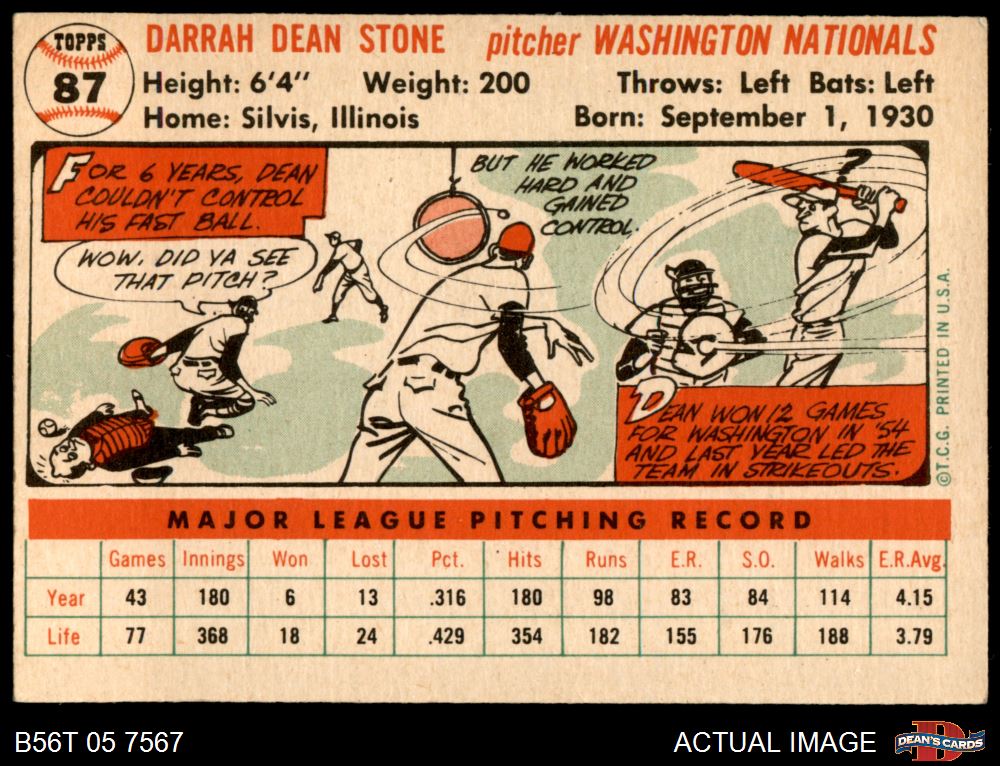 TOPPS
87
DARRAH DEAN STONE pitcher WASHINGTON NATIONALS
Height: 6'4" Weight: 200 Throws: Left Bats: Left
Home: Silvis, Illinois Born: September 1, 1930
FOR 6 YEARS, DEAN
COULDN'T CONTROL
HIS FAST BALL.
WOW, DID YA SEE
THAT PITCH?
BUT HE WORKED
HARD AND
GAINED
CONTROL.
?
DEAN WON 12 GAMES
FOR WASHINGTON IN '54
AND LAST YEAR LED THE
TEAM IN STRIKEOUTS.
©T.C.G. PRINTED IN U.S.A.
MAJOR LEAGUE PITCHING RECORD
Games Innings Won Lost Pct. Hits Runs E.R. S.O. Walks E.R.Avg.
Year 43 180 6 13 .316 180 98 83 84 114 4.15
Life 77 368 18 24 .429 354 182 155 176 188 3.79
B56T 05 7567
ACTUAL IMAGE
DEAN'S CARDS